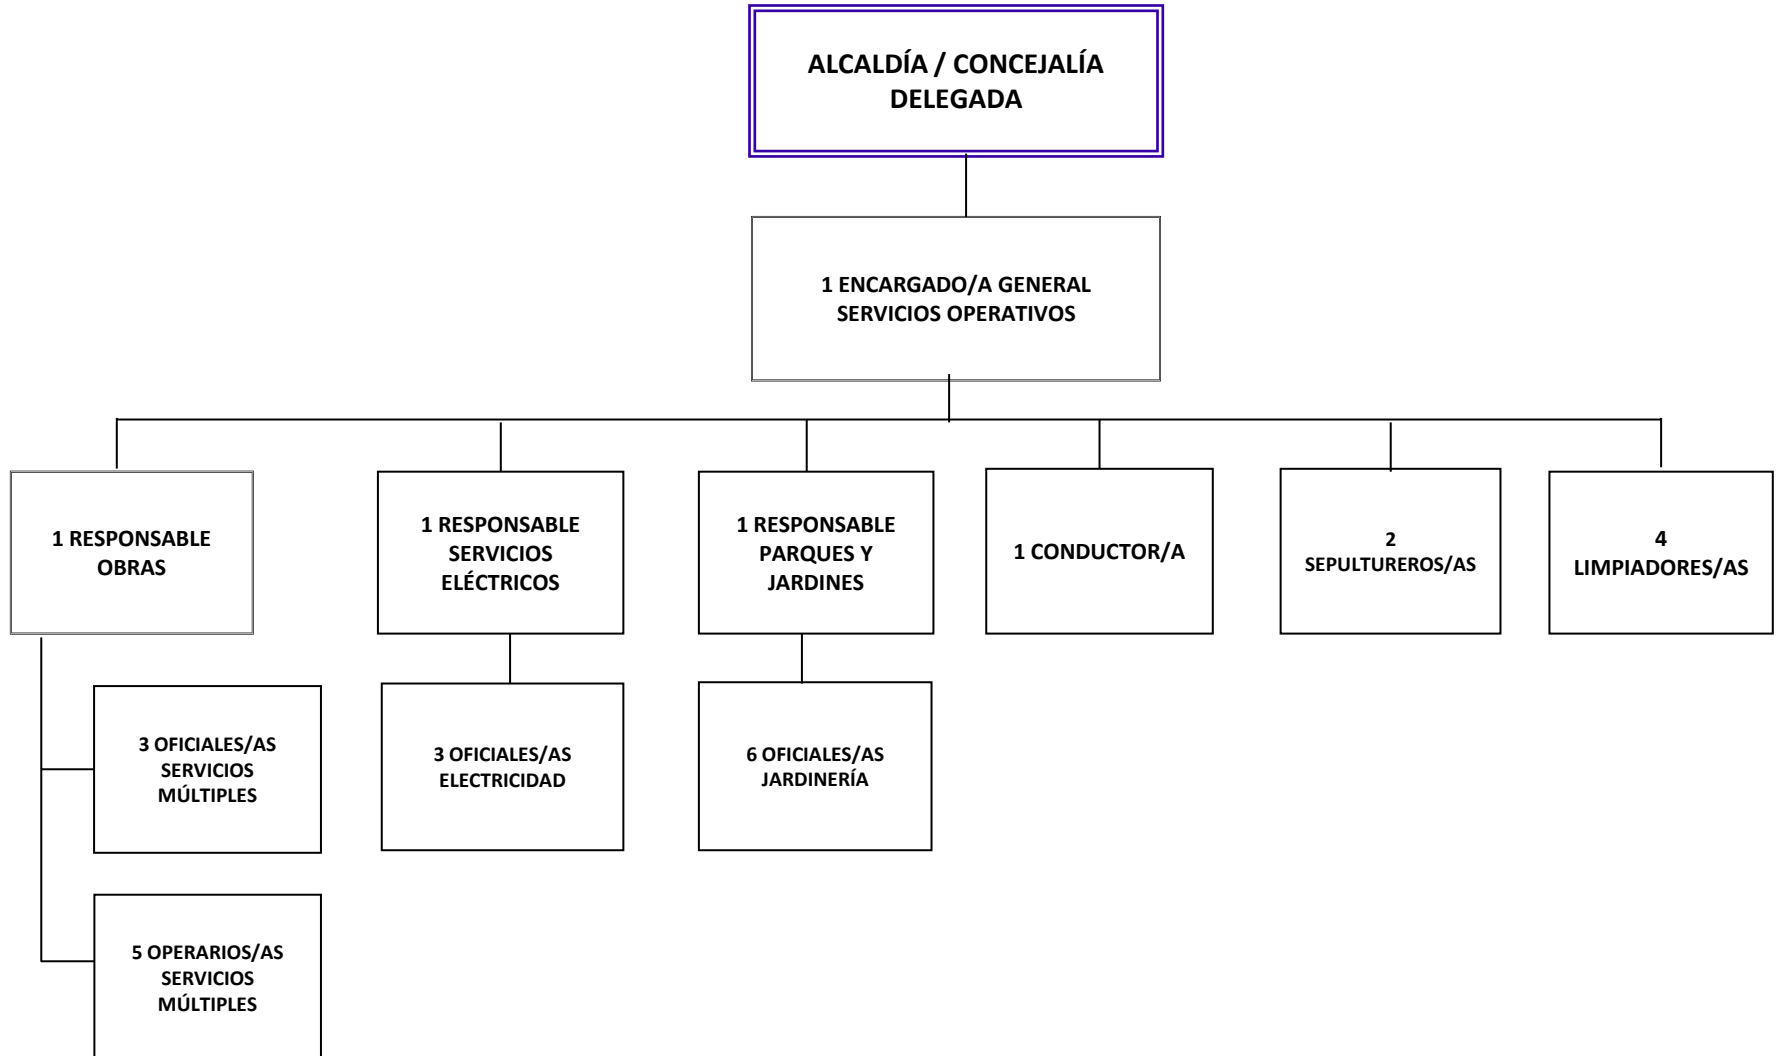 ALCALDÍA / CONCEJALÍA
DELEGADA
1 ENCARGADO/A GENERAL
SERVICIOS OPERATIVOS
1 RESPONSABLE
OBRAS
1 RESPONSABLE
SERVICIOS
ELÉCTRICOS
1 RESPONSABLE
PARQUES Y
JARDINES
1 CONDUCTOR/A
2
SEPULTUREROS/AS
4
LIMPIADORES/AS
3 OFICIALES/AS
SERVICIOS
MÚLTIPLES
3 OFICIALES/AS
ELECTRICIDAD
6 OFICIALES/AS
JARDINERÍA
5 OPERARIOS/AS
SERVICIOS
MÚLTIPLES